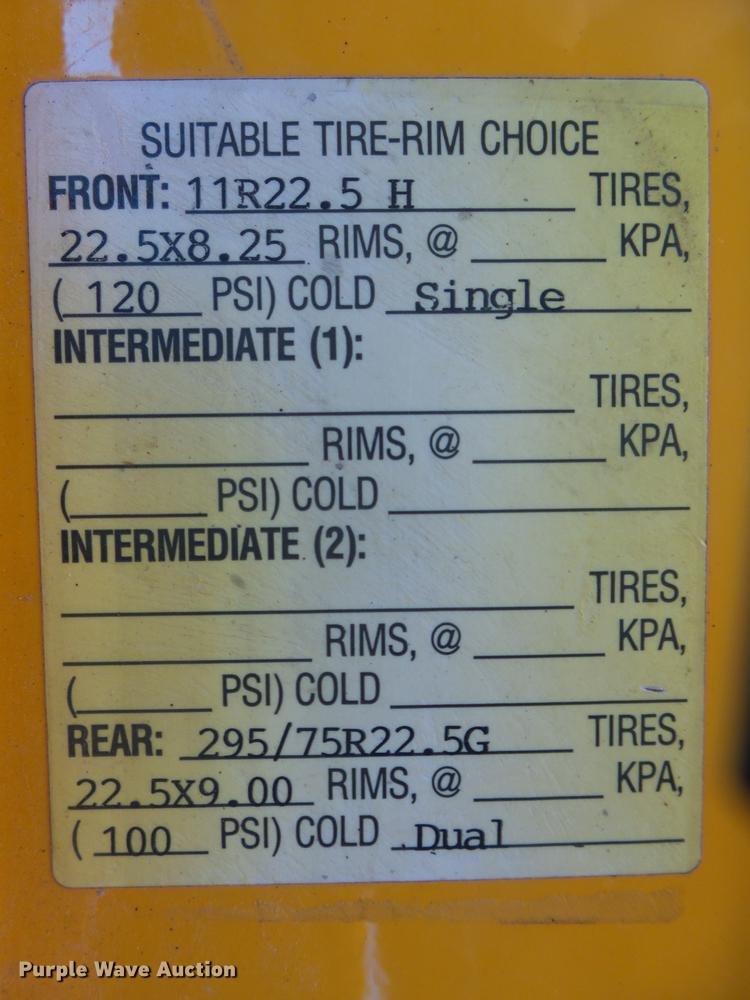 SUITABLE TIRE-RIM CHOICE
FRONT: 11R22.5 H TIRES,
22.5X8.25 RIMS, @ KPA,
( 120 PSI) COLD Single
INTERMEDIATE (1):
TIRES,
RIMS, @ KPA,
( PSI) COLD
INTERMEDIATE (2):
TIRES,
RIMS, @ KPA,
( PSI) COLD
REAR: 295/75R22.5G TIRES,
22.5X9.00 RIMS, @ KPA,
( 100 PSI) COLD Dual
Purple Wave Auction